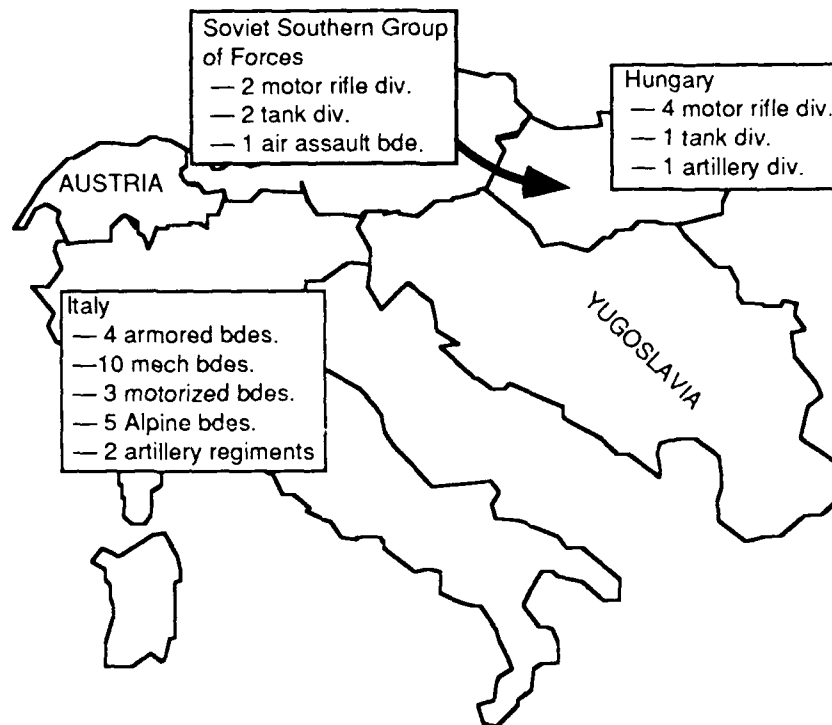 Soviet Southern Group
of Forces
— 2 motor rifle div.
— 2 tank div.
— 1 air assault bde.
Hungary
— 4 motor rifle div.
— 1 tank div.
— 1 artillery div.
AUSTRIA
Italy
— 4 armored bdes.
—10 mech bdes.
— 3 motorized bdes.
— 5 Alpine bdes.
— 2 artillery regiments
YUGOSLAVIA